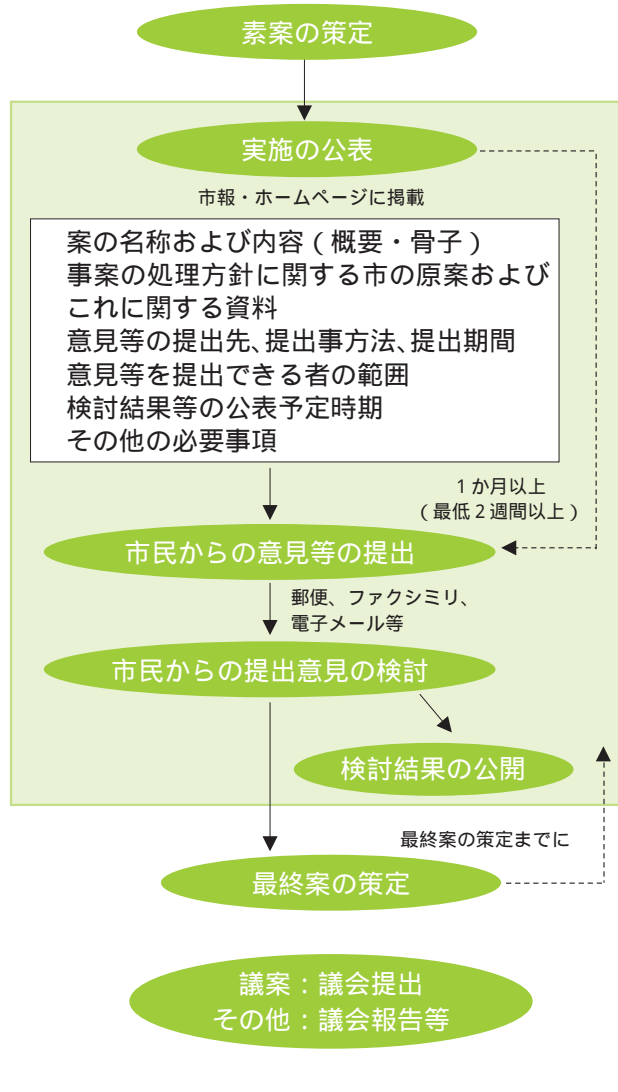 素案の策定
実施の公表
市報・ホームページに掲載
案の名称および内容（概要・骨子）
事案の処理方針に関する市の原案および
これに関する資料
意見等の提出先、提出事方法、提出期間
意見等を提出できる者の範囲
検討結果等の公表予定時期
その他の必要事項
1か月以上
（最低2週間以上）
市民からの意見等の提出
郵便、ファクシミリ、
電子メール等
市民からの提出意見の検討
検討結果の公開
最終案の策定までに
最終案の策定
議案：議会提出
その他：議会報告等